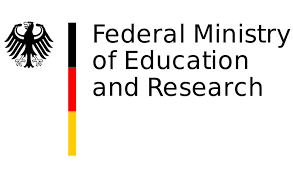 Federal Ministry
of Education
and Research